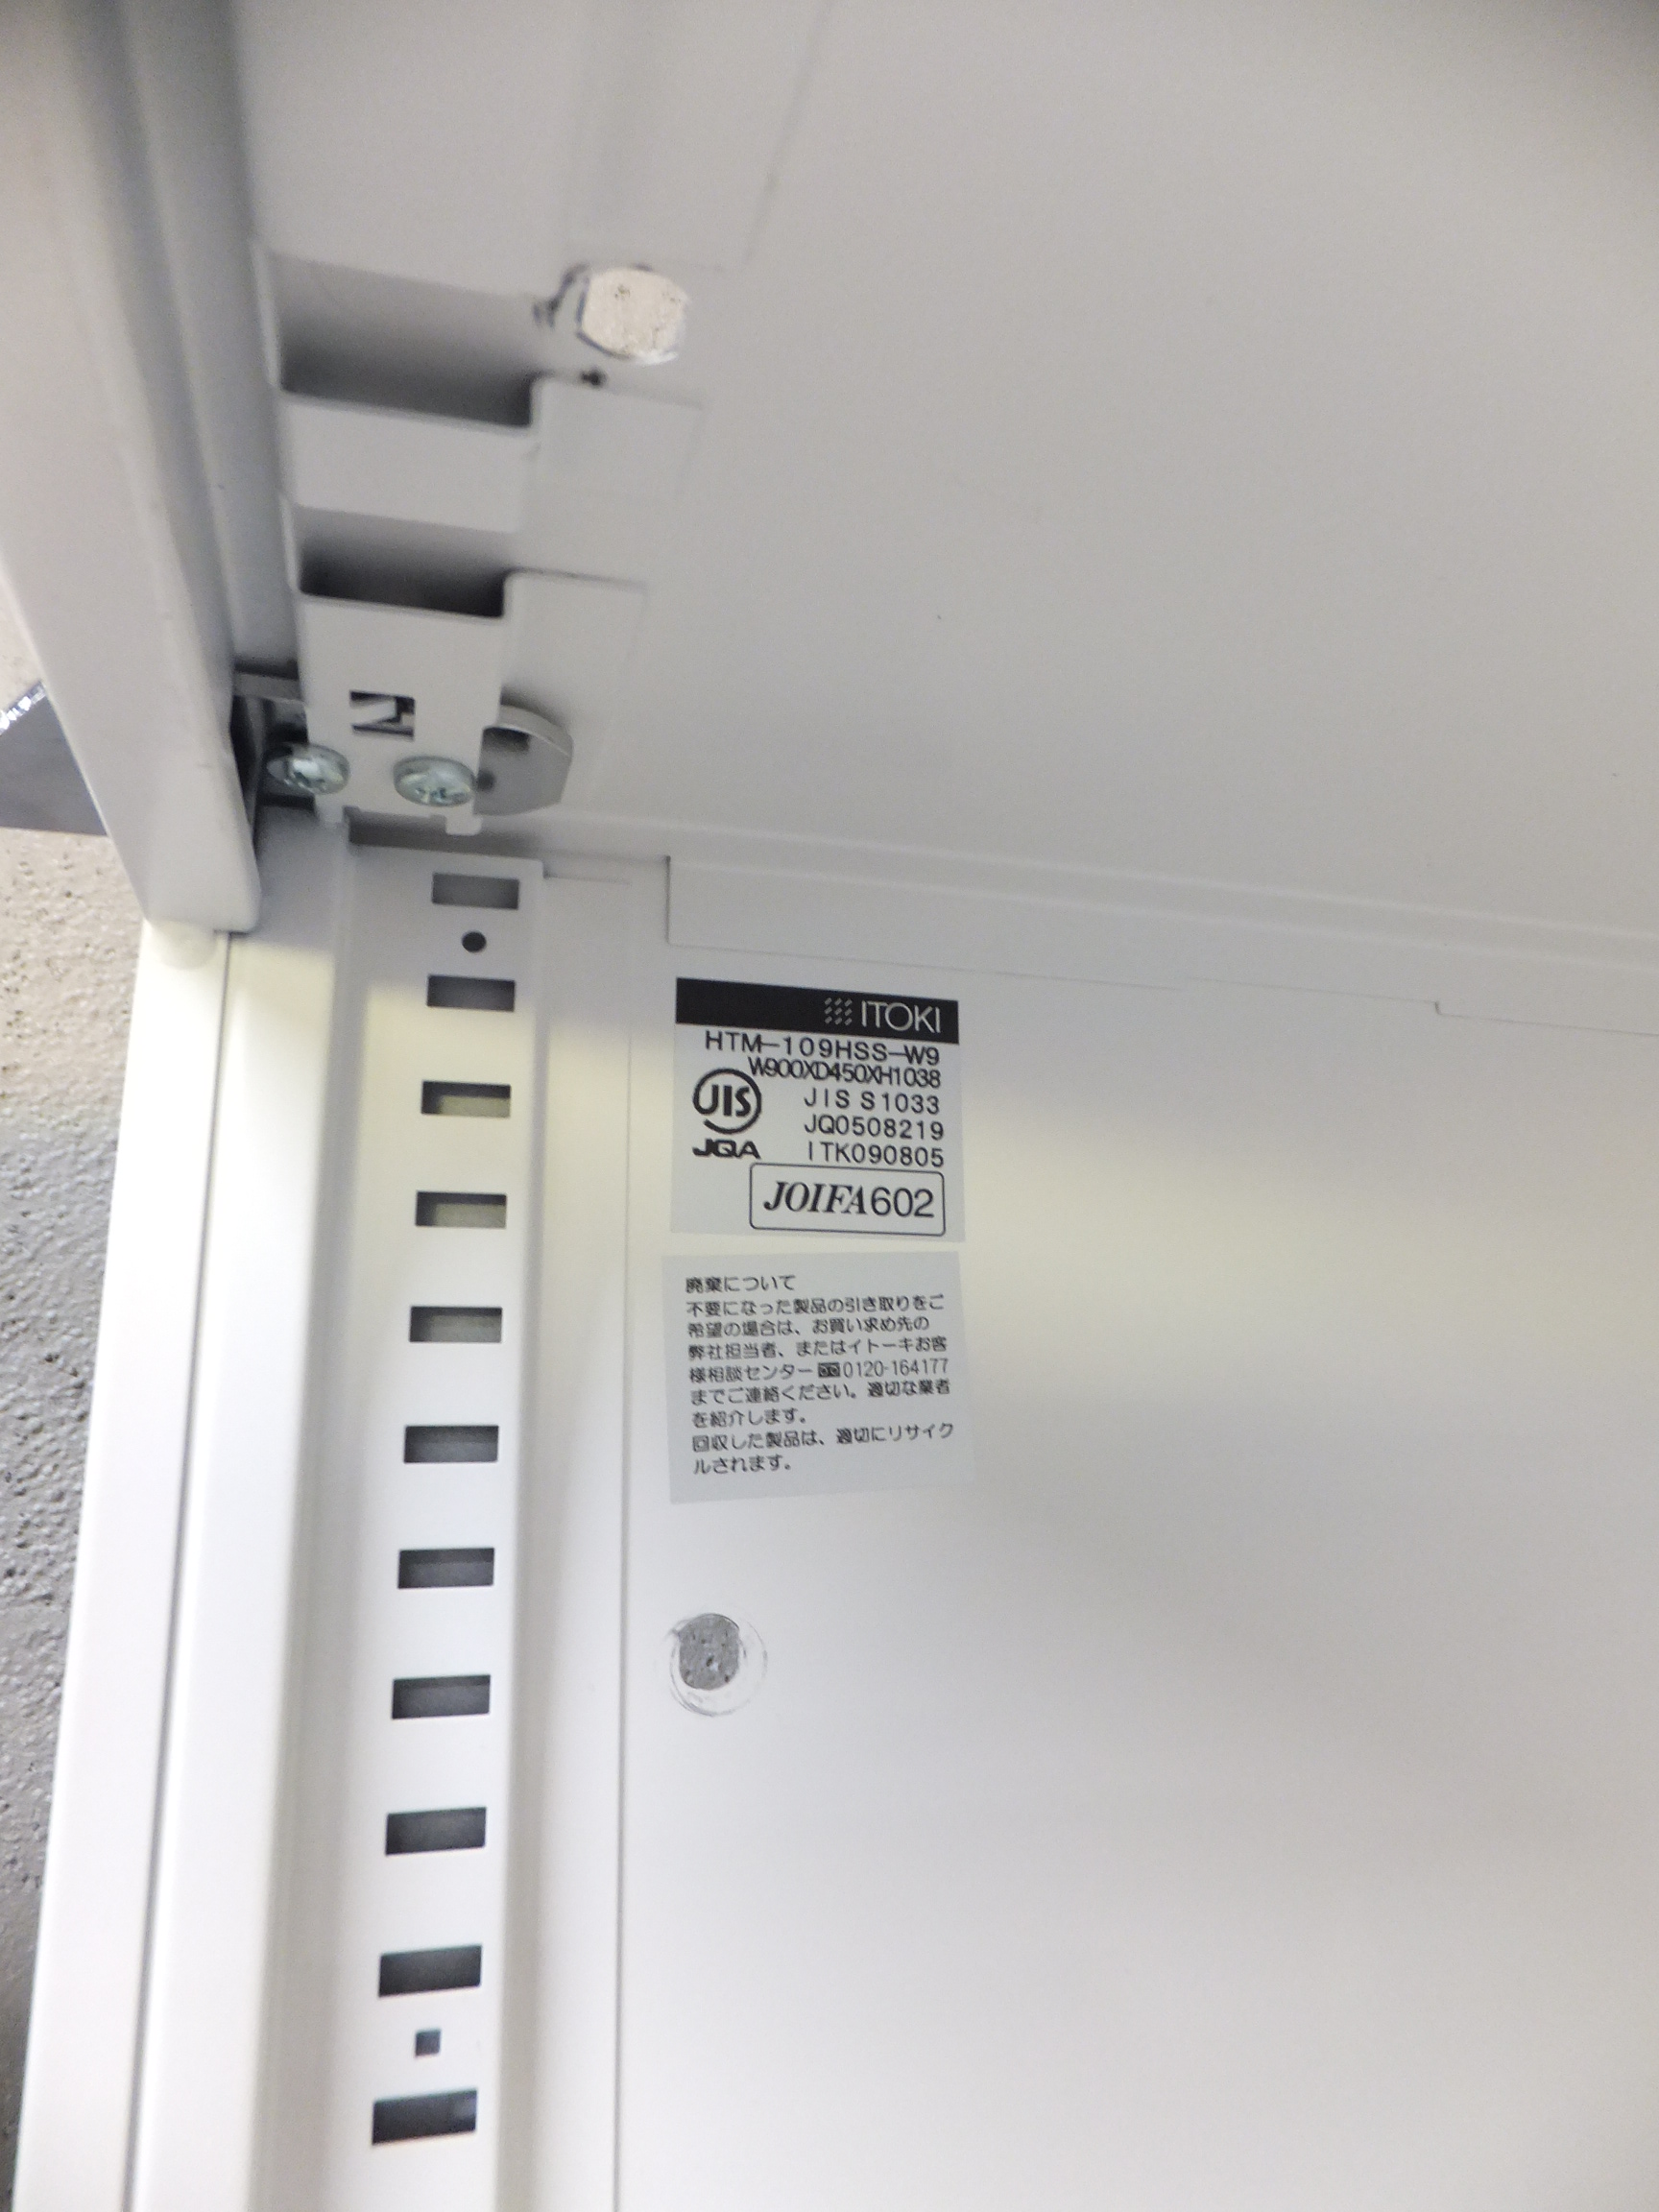 ITOKI
HTM-109HSS-W9
W900XD450XH1038
JIS
JIS S1033
JQ0508219
JQA
ITK090805
JOIFA602
廃棄について
不要になった製品の引き取りをご
希望の場合は、お買い求め先の
弊社担当者、またはイトーキお客
様相談センター 0120-164177
までご連絡ください。適切な業者
を紹介します。
回収した製品は、適切にリサイク
ルされます。